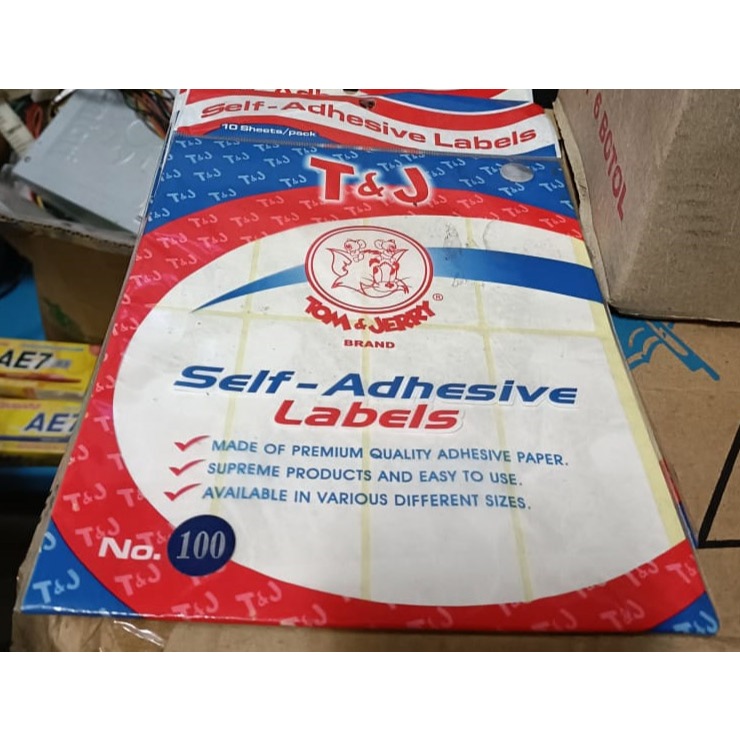 Self-Adhesive Labels
10 Sheets/pack
T&J
TOM & JERRY ®
BRAND
Self-Adhesive
Labels
MADE OF PREMIUM QUALITY ADHESIVE PAPER.
SUPREME PRODUCTS AND EASY TO USE.
AVAILABLE IN VARIOUS DIFFERENT SIZES.
No. 100
6 BOTOL
AE7
AE7